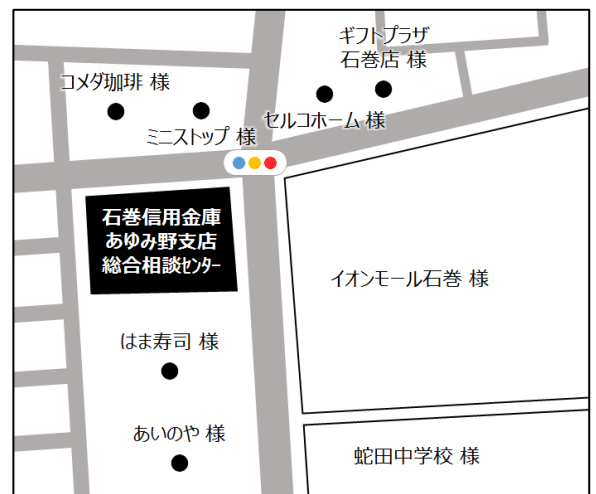 ギフトプラザ
石巻店 様
コメダ珈琲 様
セルコホーム 様
ミニストップ 様
石巻信用金庫
あゆみ野支店
総合相談ｾﾝﾀｰ
イオンモール石巻 様
はま寿司 様
あいのや 様
蛇田中学校 様